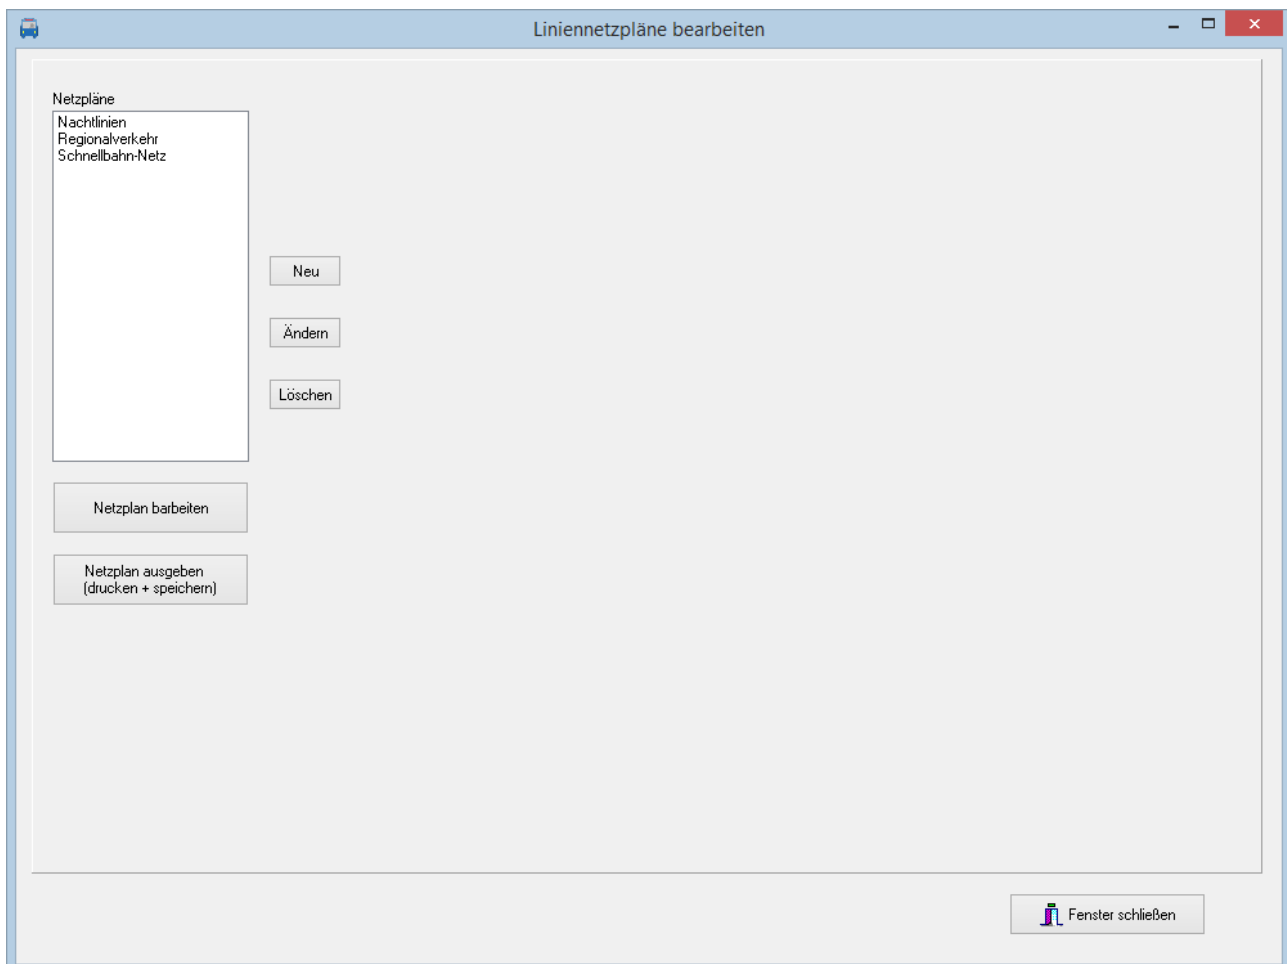 Liniennetzpläne bearbeiten
Netzpläne
Nachtlinien
Regionalverkehr
Schnellbahn-Netz
Neu
Ändern
Löschen
Netzplan barbeiten
Netzplan ausgeben
(drucken + speichern)
Fenster schließen